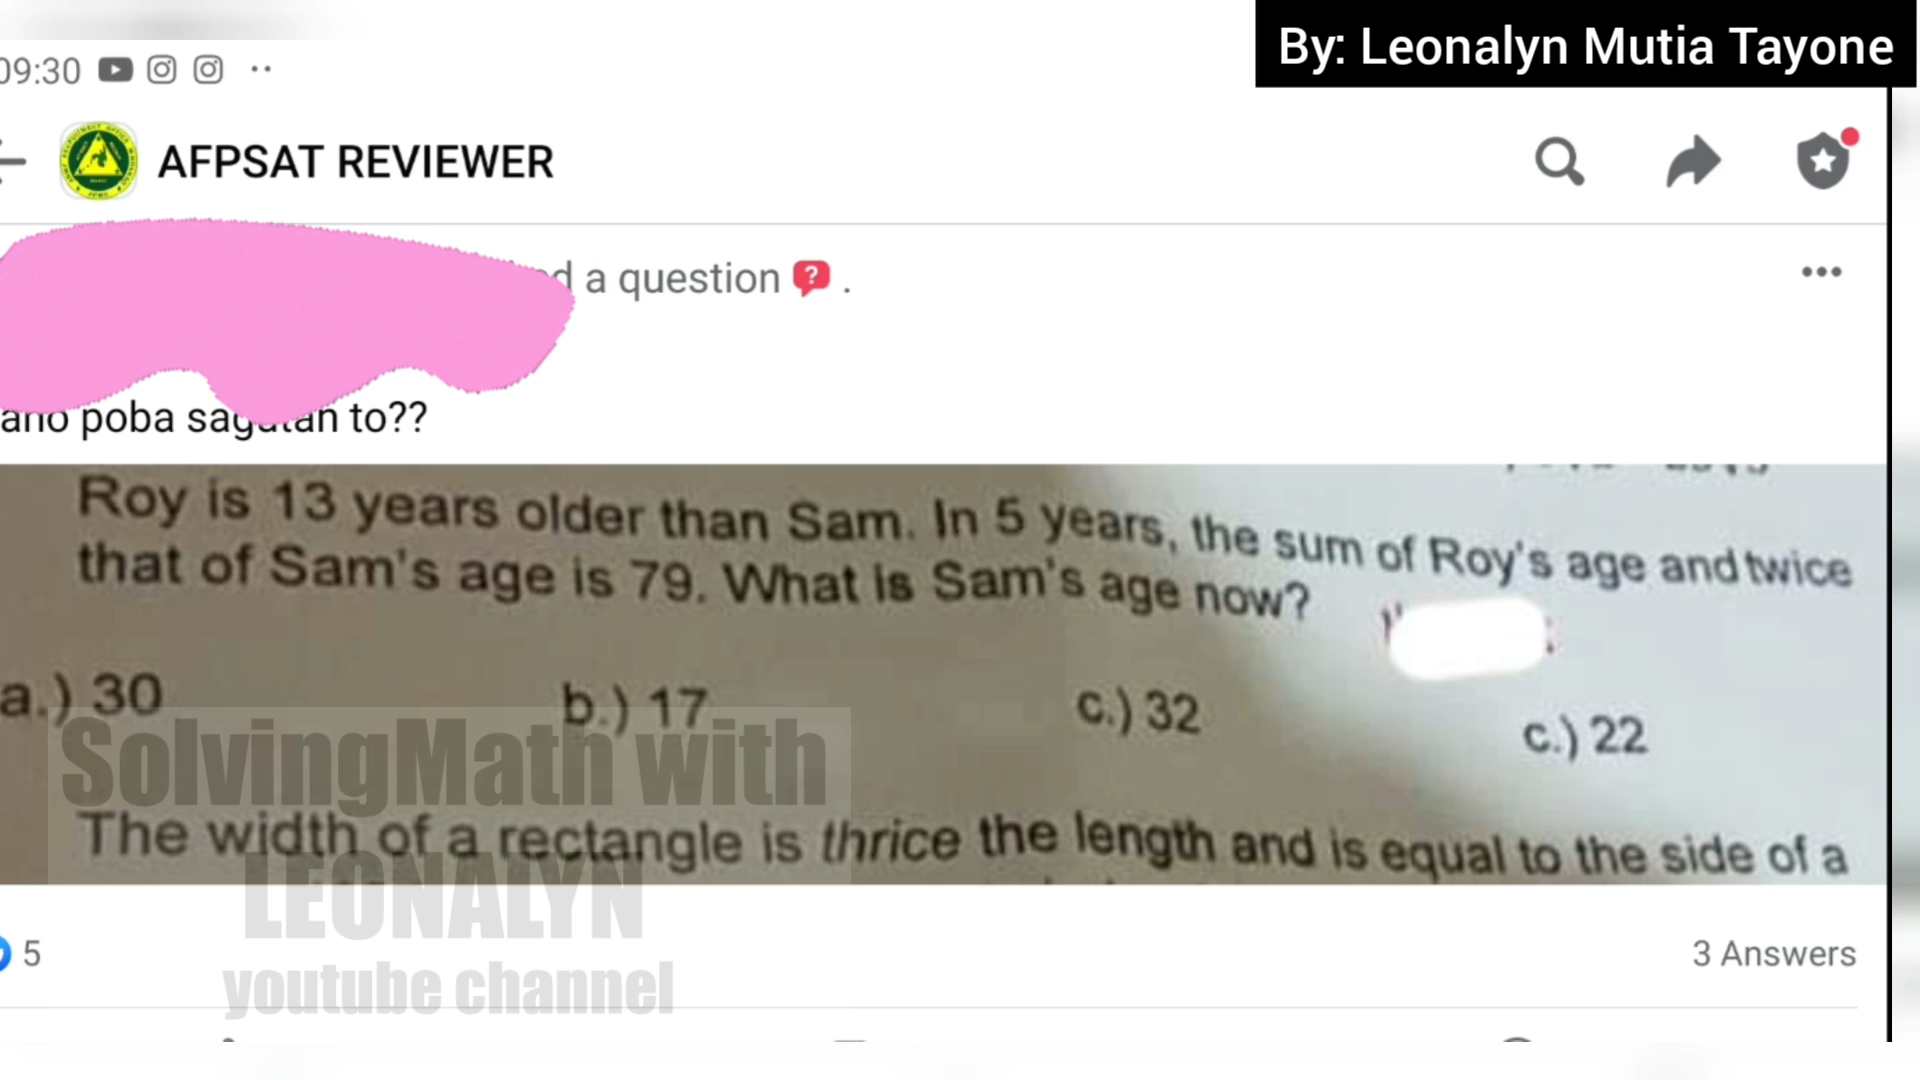 By: Leonalyn Mutia Tayone
09:30
AFPSAT REVIEWER
a question
ano poba sagutan to??
Roy is 13 years older than Sam. In 5 years, the sum of Roy's age and twice
that of Sam's age is 79. What is Sam's age now?
a.) 30 b.) 17 c.) 32 c.) 22
SolvingMath with
The width of a rectangle is thrice the length and is equal to the side of a
LEONALYN
youtube channel
5 3 Answers